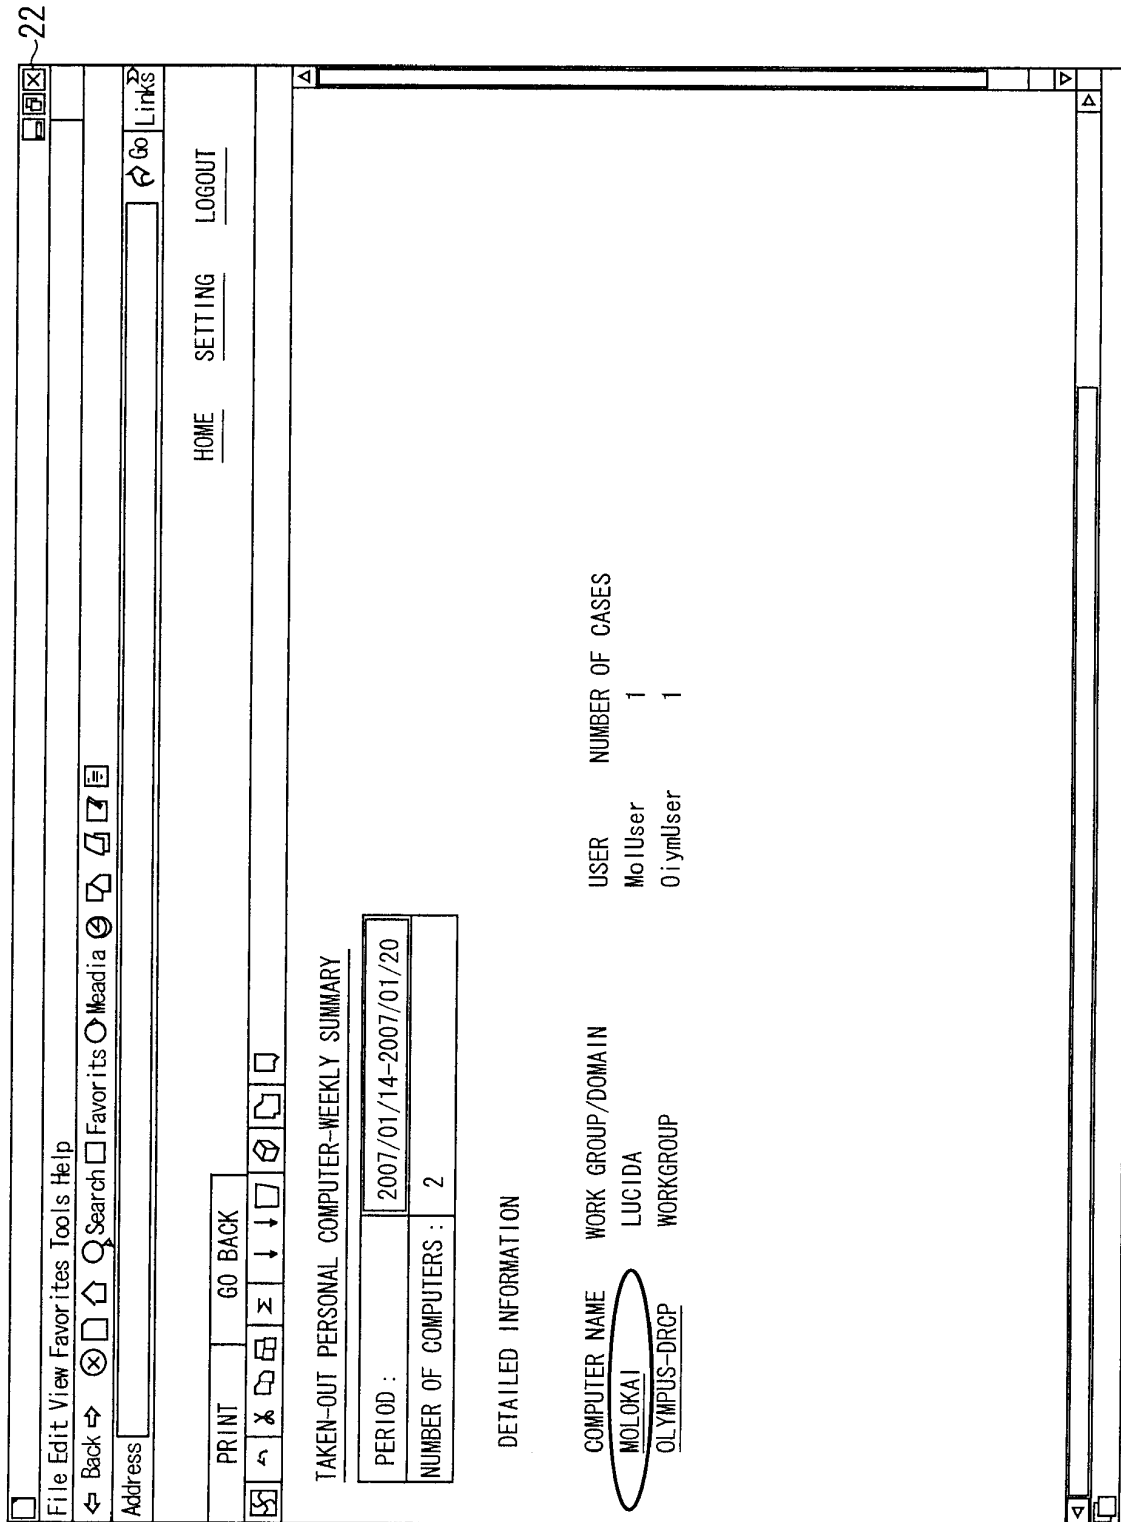 22
File Edit View Favorites Tools Help
Back Search Favorits Meadia
Address Go Links
HOME SETTING LOGOUT
PRINT GO BACK
TAKEN-OUT PERSONAL COMPUTER-WEEKLY SUMMARY
PERIOD : 2007/01/14-2007/01/20
NUMBER OF COMPUTERS : 2
DETAILED INFORMATION
COMPUTER NAME WORK GROUP/DOMAIN USER NUMBER OF CASES
MOLOKAI LUCIDA MolUser 1
OLYMPUS-DRCP WORKGROUP OiymUser 1